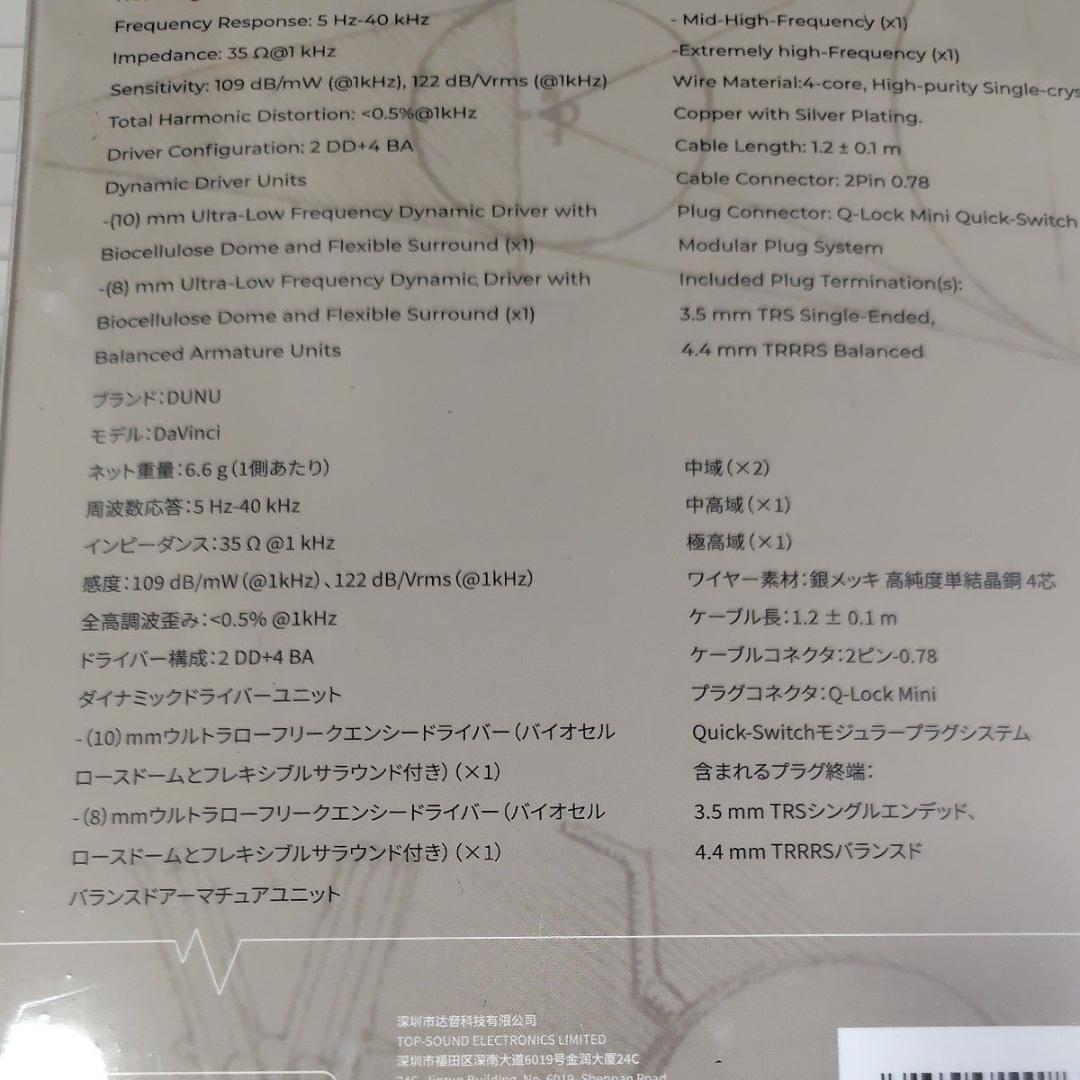 Frequency Response: 5 Hz-40 kHz
Impedance: 35 Ω@1 kHz
Sensitivity: 109 dB/mW (@1kHz), 122 dB/Vrms (@1kHz)
Total Harmonic Distortion: <0.5%@1kHz
Driver Configuration: 2 DD+4 BA
Dynamic Driver Units
-(10) mm Ultra-Low Frequency Dynamic Driver with
Biocellulose Dome and Flexible Surround (x1)
-(8) mm Ultra-Low Frequency Dynamic Driver with
Biocellulose Dome and Flexible Surround (x1)
Balanced Armature Units
- Mid-High-Frequency (x1)
-Extremely high-Frequency (x1)
Wire Material:4-core, High-purity Single-crys
Copper with Silver Plating.
Cable Length: 1.2 ± 0.1 m
Cable Connector: 2Pin 0.78
Plug Connector: Q-Lock Mini Quick-Switch
Modular Plug System
Included Plug Termination(s):
3.5 mm TRS Single-Ended,
4.4 mm TRRRS Balanced
ブランド:DUNU
モデル:DaVinci
ネット重量:6.6 g(1側あたり)
周波数応答:5 Hz-40 kHz
インピーダンス:35 Ω @1 kHz
感度:109 dB/mW(@1kHz)、122 dB/Vrms(@1kHz)
全高調波歪み:<0.5% @1kHz
ドライバー構成:2 DD+4 BA
ダイナミックドライバーユニット
-(10)mmウルトラローフリークエンシードライバー(バイオセル
ロースドームとフレキシブルサラウンド付き)(×1)
-(8)mmウルトラローフリークエンシードライバー(バイオセル
ロースドームとフレキシブルサラウンド付き)(×1)
バランスドアーマチュアユニット
中域(×2)
中高域(×1)
極高域(×1)
ワイヤー素材:銀メッキ 高純度単結晶銅 4芯
ケーブル長:1.2 ± 0.1 m
ケーブルコネクタ:2ピン-0.78
プラグコネクタ:Q-Lock Mini
Quick-Switchモジュラープラグシステム
含まれるプラグ終端:
3.5 mm TRSシングルエンデッド、
4.4 mm TRRRSバランスド
深圳市达音科技有限公司
TOP-SOUND ELECTRONICS LIMITED
深圳市福田区深南大道6019号金润大厦24C
24C, Jinrun Building, No. 6019, Shennan Road